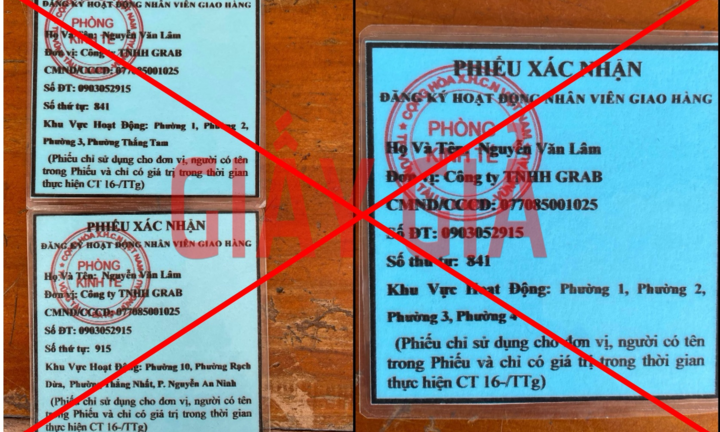 ĐĂNG KÝ HOẠT ĐỘNG NHÂN VIÊN GIAO HÀNG
PHÒNG
KINH TẾ
Họ Và Tên: Nguyễn Văn Lâm
Đơn vị: Công ty TNHH GRAB
CMND/CCCD: 077085001025
Số ĐT: 0903052915
Số thứ tự: 841
Khu Vực Hoạt Động: Phường 1, Phường 2,
Phường 3, Phường Thắng Tam
(Phiếu chỉ sử dụng cho đơn vị, người có tên
trong Phiếu và chỉ có giá trị trong thời gian
thực hiện CT 16-/TTg)
PHIẾU XÁC NHẬN
ĐĂNG KÝ HOẠT ĐỘNG NHÂN VIÊN GIAO HÀNG
CỘNG HÒA X.H.C.N VIỆT NAM
PHÒNG
KINH TẾ
Họ Và Tên: Nguyễn Văn Lâm
Đơn vị: Công ty TNHH GRAB
CMND/CCCD: 077085001025
Số ĐT: 0903052915
Số thứ tự: 915
Khu Vực Hoạt Động: Phường 10, Phường Rạch
Dừa, Phường Thắng Nhất, P. Nguyễn An Ninh
(Phiếu chỉ sử dụng cho đơn vị, người có tên
trong Phiếu và chỉ có giá trị trong thời gian
thực hiện CT 16-/TTg)
PHIẾU XÁC NHẬN
ĐĂNG KÝ HOẠT ĐỘNG NHÂN VIÊN GIAO HÀNG
CỘNG HÒA X.H.C.N VIỆT NAM
PHÒNG
KINH TẾ
Họ Và Tên: Nguyễn Văn Lâm
Đơn vị: Công ty TNHH GRAB
CMND/CCCD: 077085001025
Số ĐT: 0903052915
Số thứ tự: 841
Khu Vực Hoạt Động: Phường 1, Phường 2,
Phường 3, Phường 4
(Phiếu chỉ sử dụng cho đơn vị, người có tên
trong Phiếu và chỉ có giá trị trong thời gian
thực hiện CT 16-/TTg)
GIẤY GIẢ